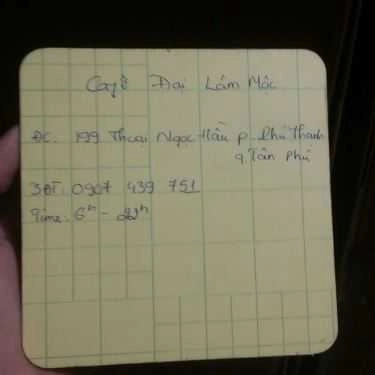 Cafê Đại Lâm Mộc
ĐC. 199 Thoại Ngọc Hầu p. Phú Thạnh
q. Tân Phú
SĐT: 0907 439 751
Time: 6h - 22h